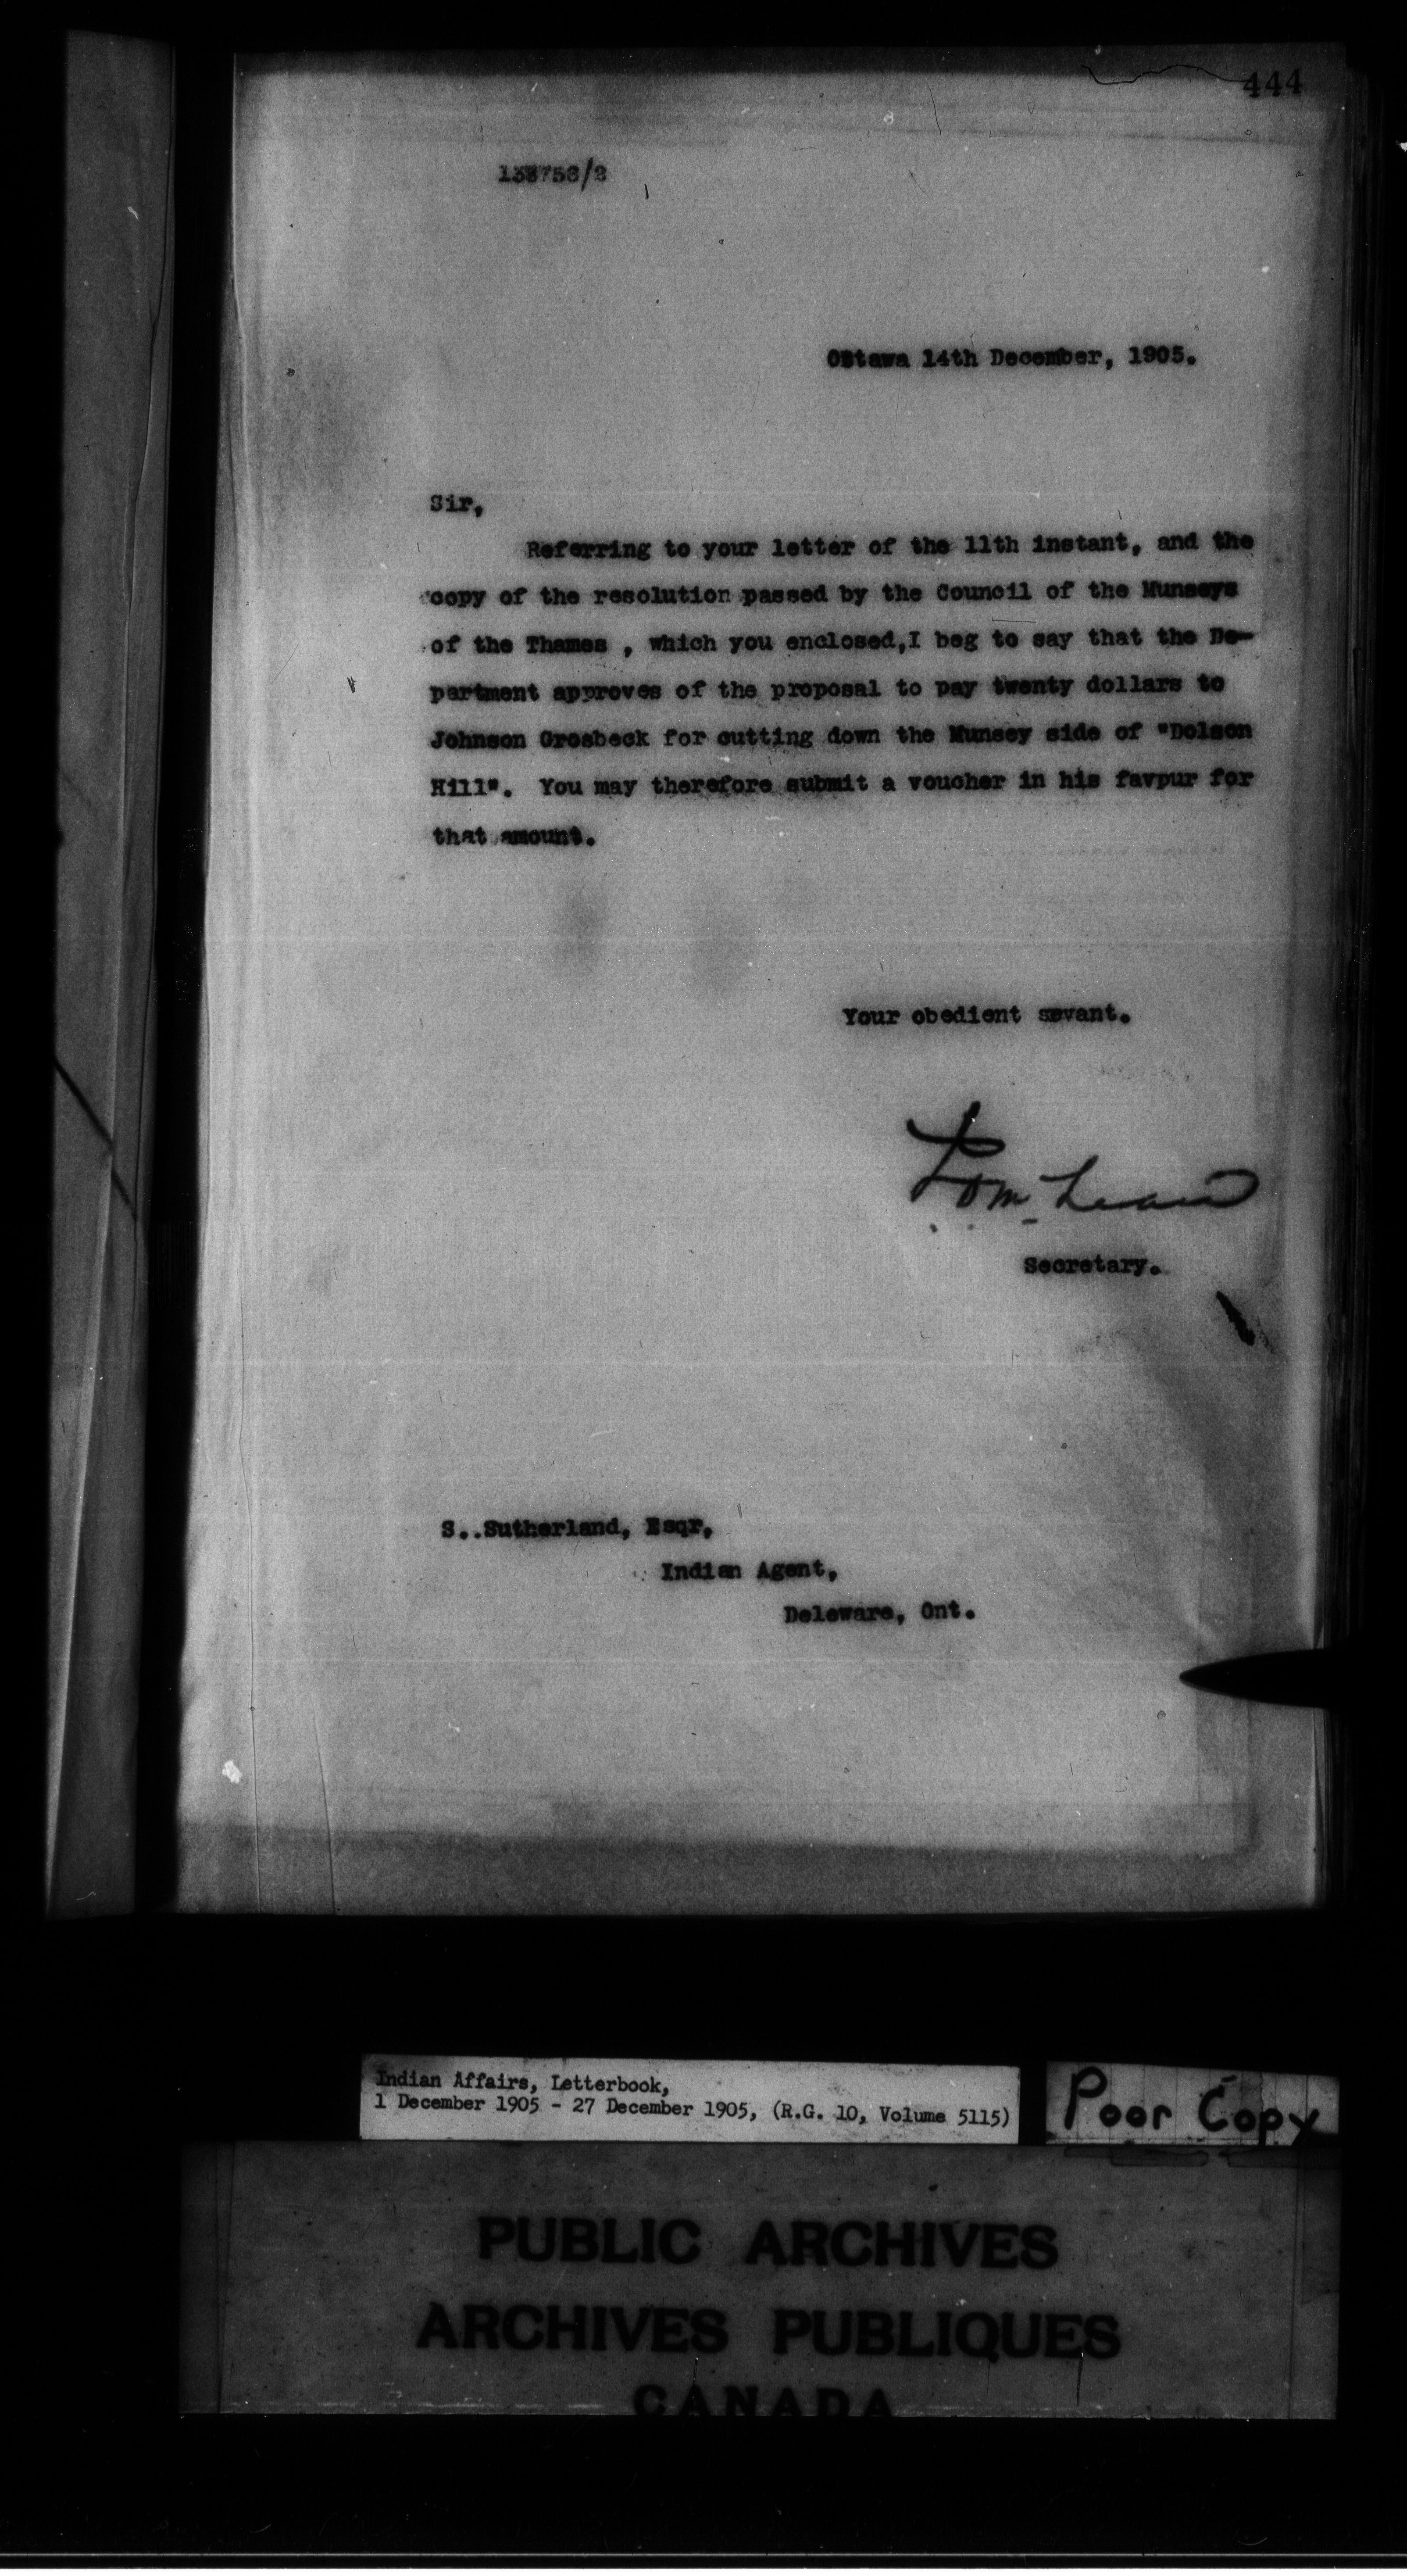 444
Ottawa 14th December, 1905.
Sir,
Referring to your letter of the 11th instant, and the
copy of the resolution passed by the Council of the Munseys
of the Thames , which you enclosed,I beg to say that the De-
partment approves of the proposal to pay twenty dollars to
Johnson Grosbeck for cutting down the Munsey side of "Dolson
Hill". You may therefore submit a voucher in his favpur for
that amount.
Your obedient servant.
Secretary.
S..Sutherland, Esqr,
Indian Agent,
Deleware, Ont.
Indian Affairs, Letterbook,
1 December 1905 - 27 December 1905, (R.G. 10, Volume 5115)
Poor Copy
PUBLIC ARCHIVES
ARCHIVES PUBLIQUES
CANADA